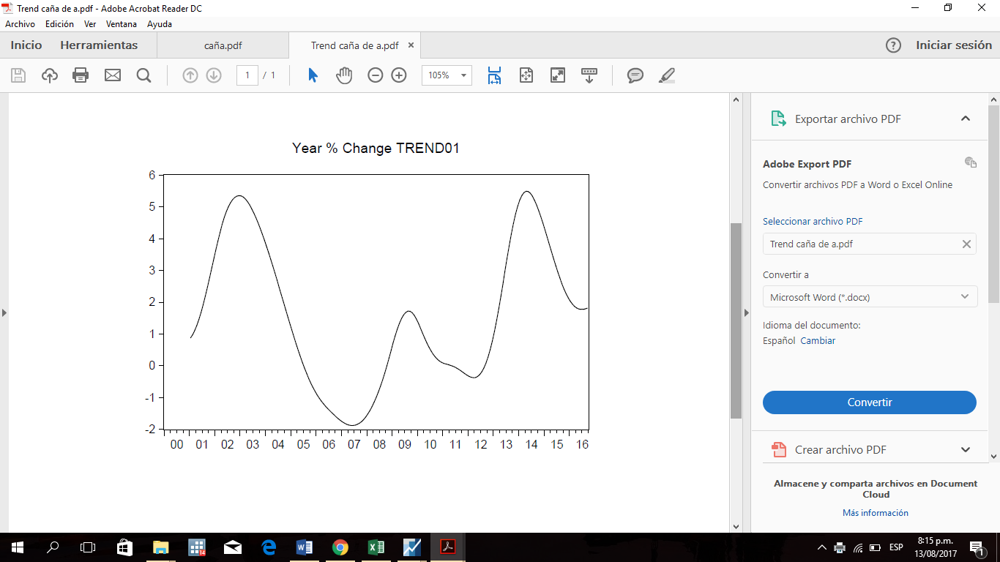 Trend caña de a.pdf - Adobe Acrobat Reader DC
Archivo Edición Ver Ventana Ayuda
Inicio Herramientas caña.pdf Trend caña de a.pdf × ? Iniciar sesión
1 / 1 105%
Year % Change TREND01
6
5
4
3
2
1
0
-1
-2
00 01 02 03 04 05 06 07 08 09 10 11 12 13 14 15 16
Exportar archivo PDF
Adobe Export PDF
Convertir archivos PDF a Word o Excel Online
Seleccionar archivo PDF
Trend caña de a.pdf
Convertir a
Microsoft Word (*.docx)
Idioma del documento:
Español Cambiar
Convertir
Crear archivo PDF
Almacene y comparta archivos en Document
Cloud
Más información
14
ESP
8:15 p.m.
13/08/2017
1